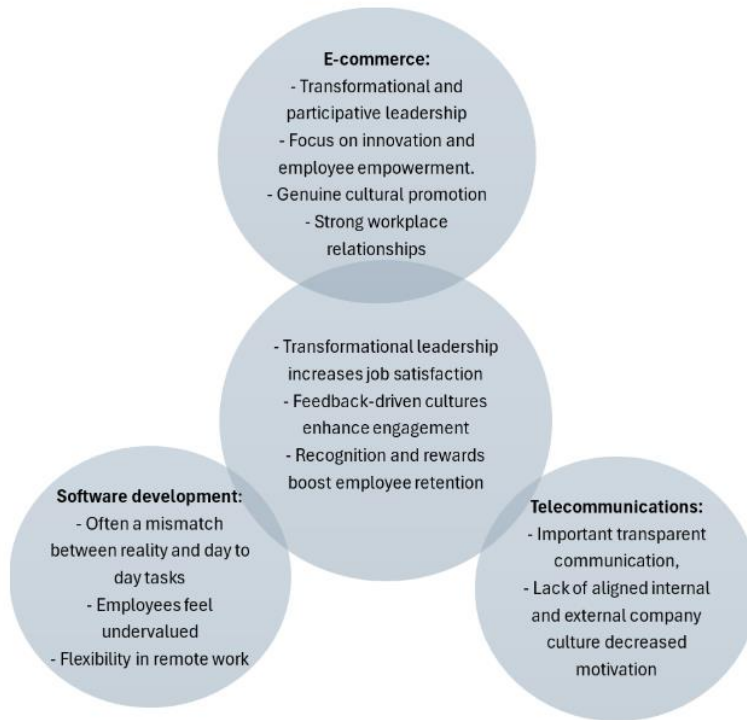 E-commerce:
- Transformational and
participative leadership
- Focus on innovation and
employee empowerment.
- Genuine cultural promotion
- Strong workplace
relationships
- Transformational leadership
increases job satisfaction
- Feedback-driven cultures
enhance engagement
- Recognition and rewards
boost employee retention
Software development:
- Often a mismatch
between reality and day to
day tasks
- Employees feel
undervalued
- Flexibility in remote work
Telecommunications:
- Important transparent
communication,
- Lack of aligned internal
and external company
culture decreased
motivation